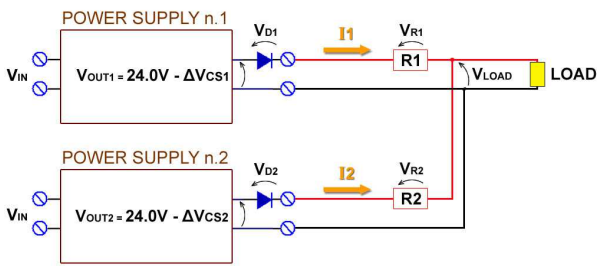 POWER SUPPLY n.1
VD1
I1
VR1
VIN
VOUT1 = 24.0V - ΔVCS1
R1
VLOAD
LOAD
POWER SUPPLY n.2
VD2
I2
VR2
VIN
VOUT2 = 24.0V - ΔVCS2
R2